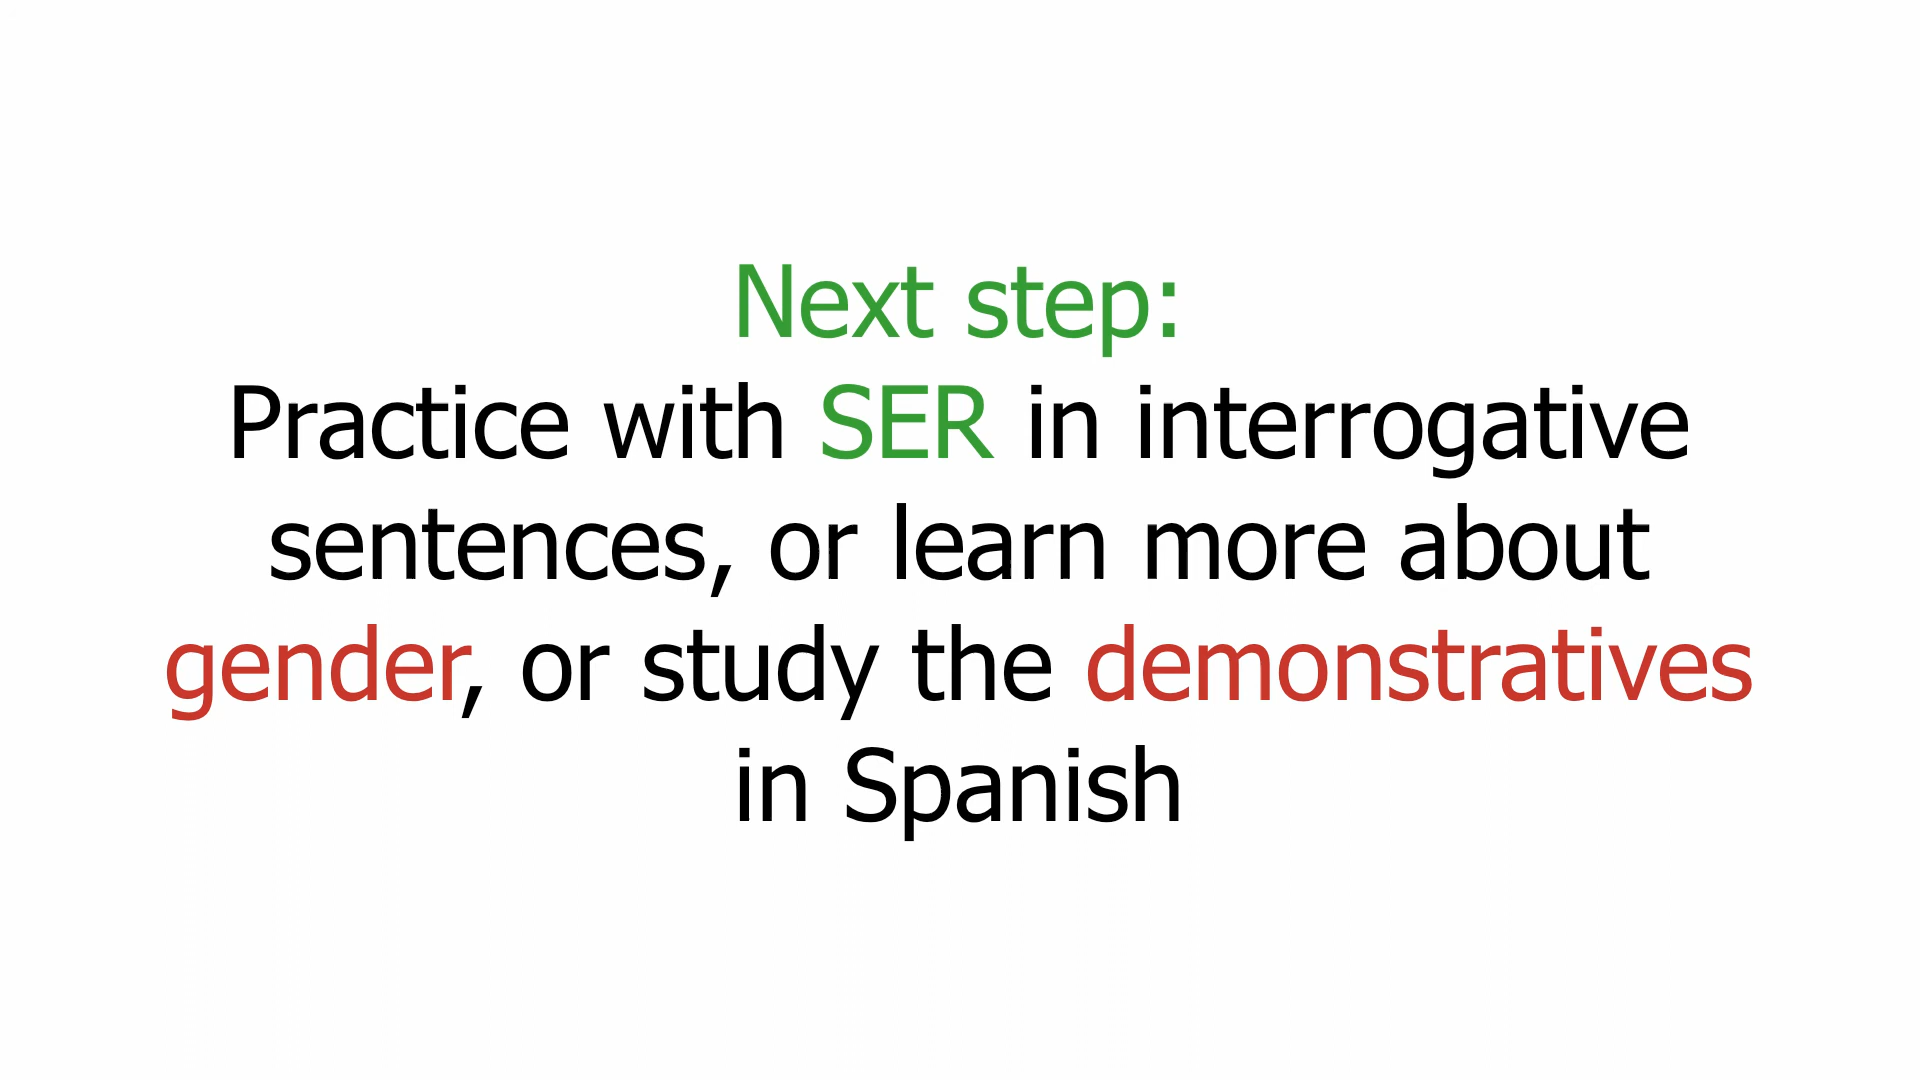 Next step:
Practice with SER in interrogative
sentences, or learn more about
gender, or study the demonstratives
in Spanish